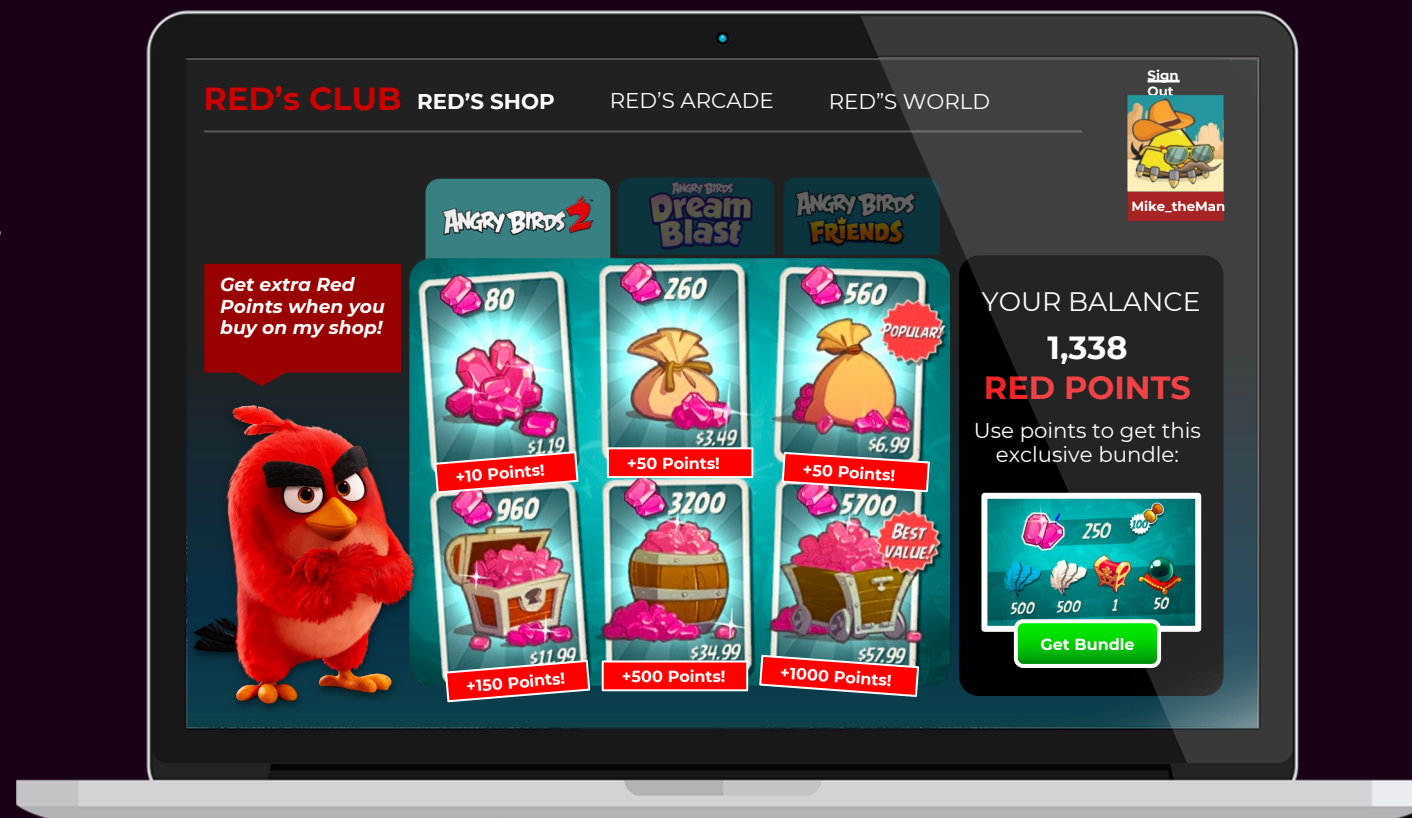 Sign
Out
RED's CLUB RED'S SHOP RED'S ARCADE RED"S WORLD
Mike_theMan
ANGRY BIRDS 2
ANGRY BIRDS
Dream
Blast
ANGRY BIRDS
FRIENDS
Get extra Red
Points when you
buy on my shop!
80
$1.19
+10 Points!
260
$3.49
+50 Points!
560
POPULAR!
$6.99
+50 Points!
960
$11.99
+150 Points!
3200
$34.99
+500 Points!
5700
BEST
VALUE!
$57.99
+1000 Points!
YOUR BALANCE
1,338
RED POINTS
Use points to get this
exclusive bundle:
250 100
500 500 1 50
Get Bundle